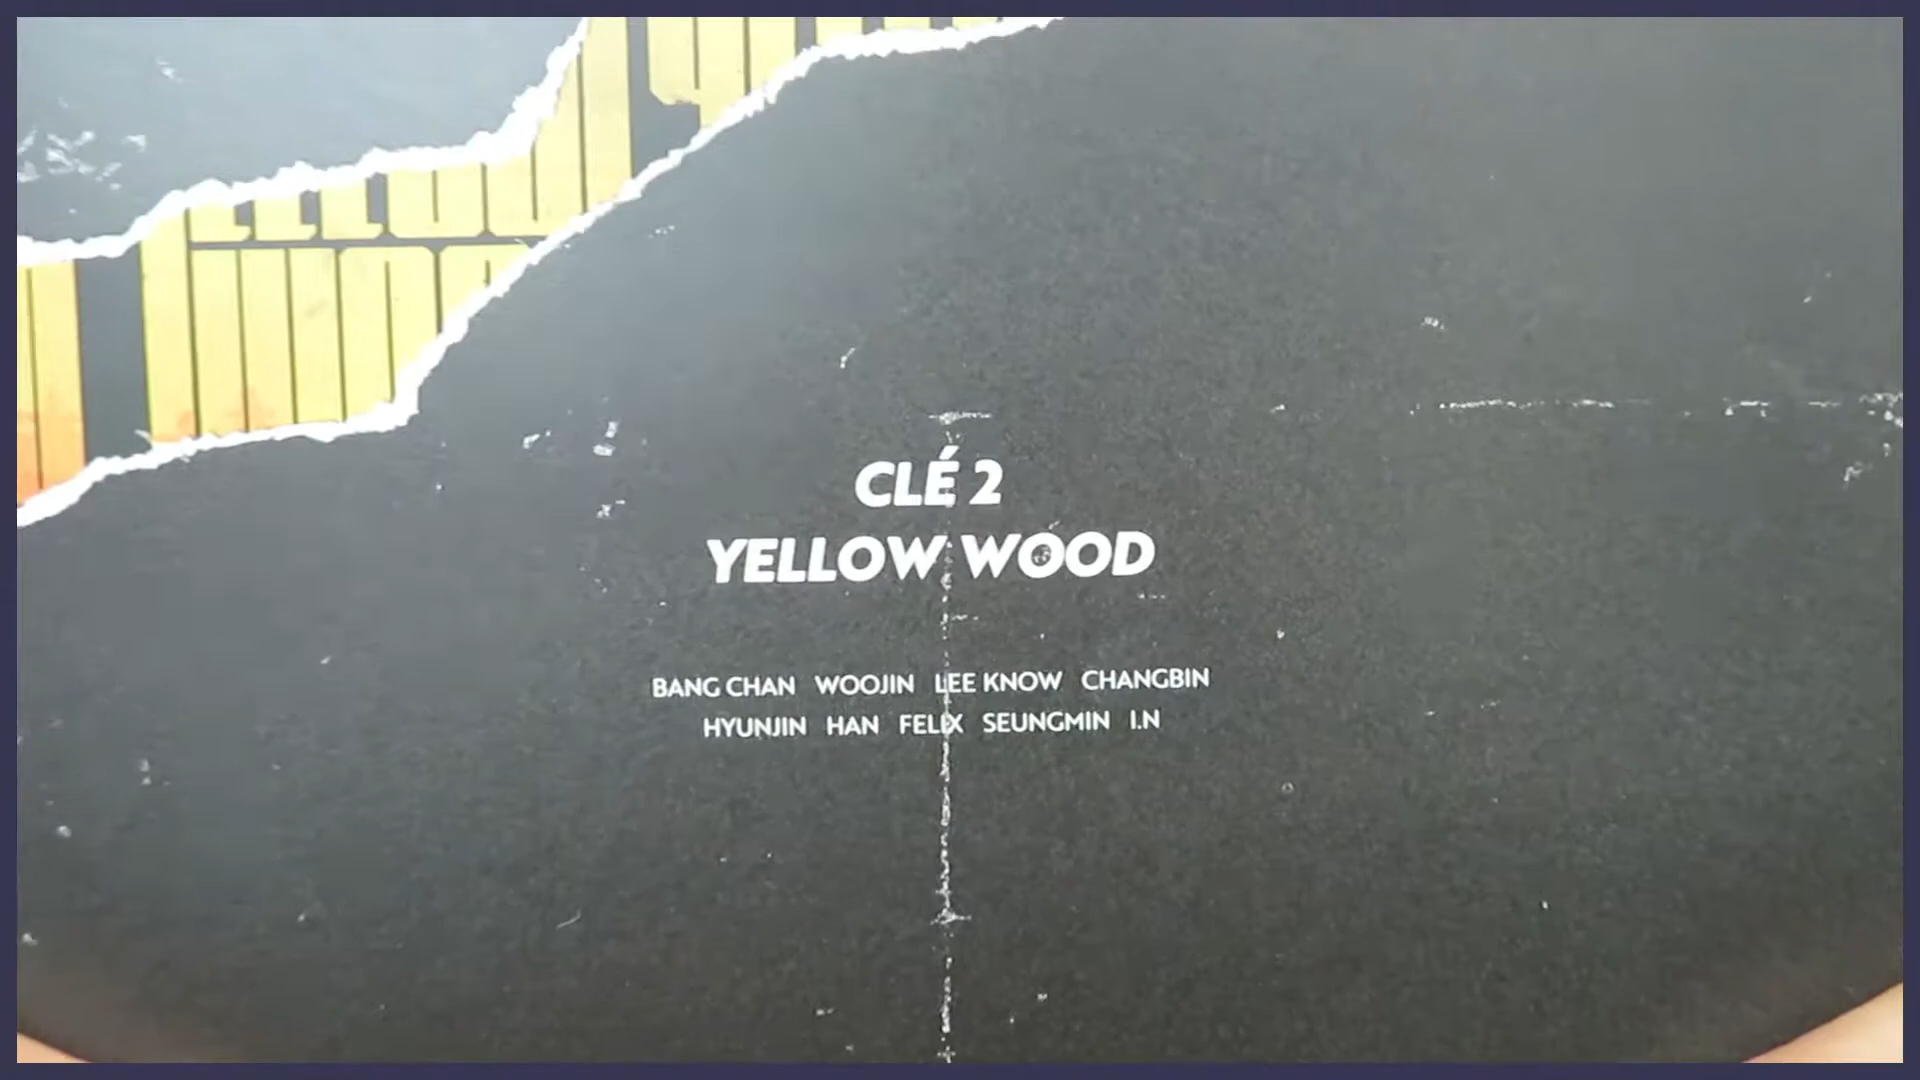 CLÉ 2
YELLOW WOOD
BANG CHAN WOOJIN LEE KNOW CHANGBIN
HYUNJIN HAN FELIX SEUNGMIN I.N